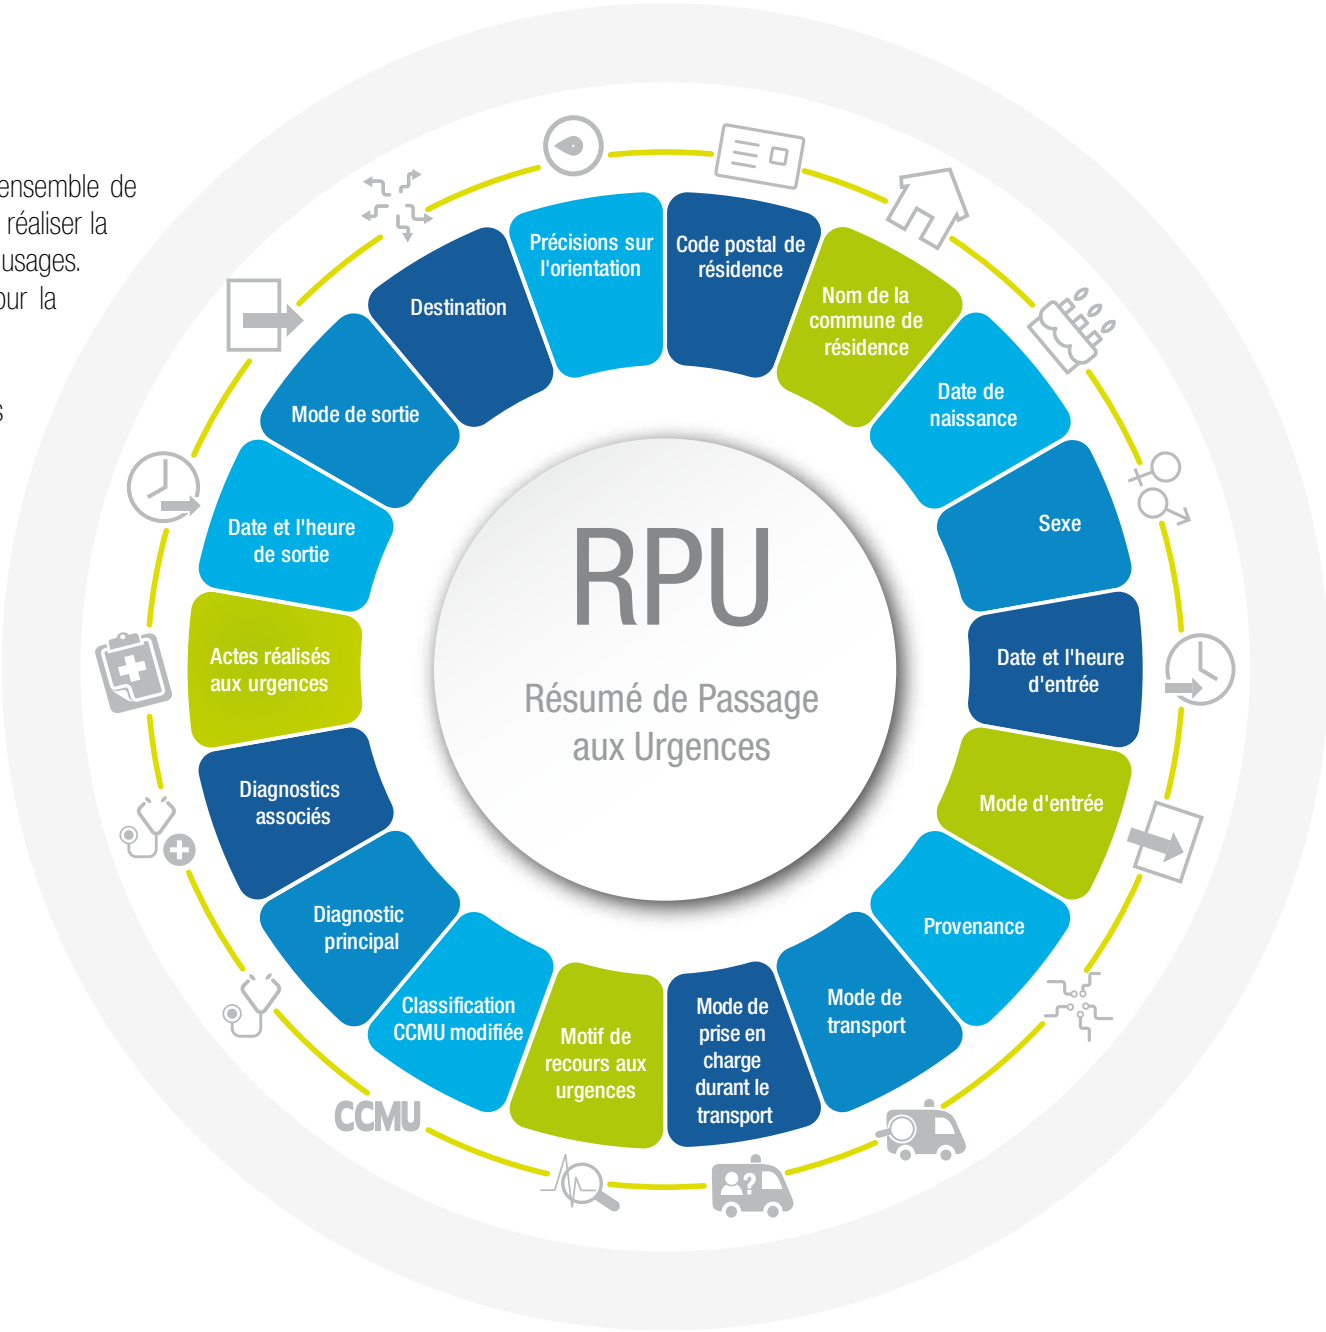 ensemble de
réaliser la
usages.
our la
s
RPU
Résumé de Passage
aux Urgences
Code postal de
résidence
Nom de la
commune de
résidence
Date de
naissance
Sexe
Date et l'heure
d'entrée
Mode d'entrée
Provenance
Mode de
transport
Mode de
prise en
charge
durant le
transport
Motif de
recours aux
urgences
Classification
CCMU modifiée
Diagnostic
principal
Diagnostics
associés
Actes réalisés
aux urgences
Date et l'heure
de sortie
Mode de sortie
Destination
Précisions sur
l'orientation
CCMU
?